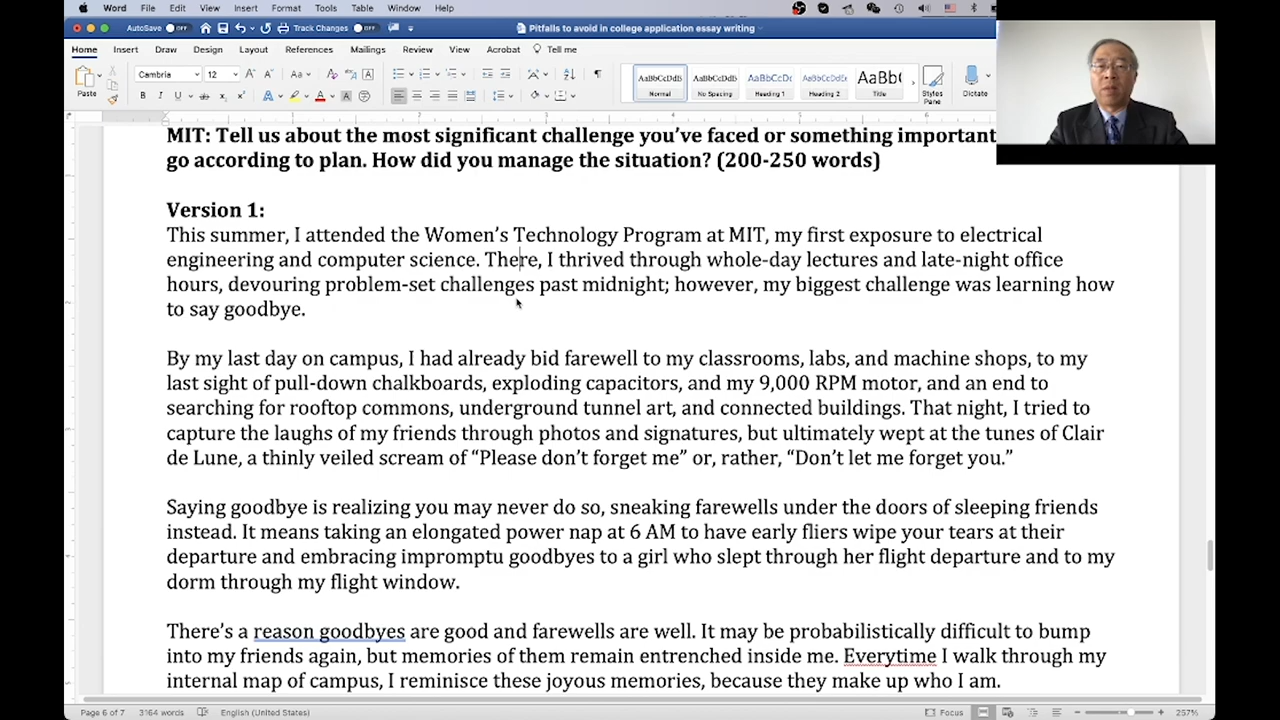 Word File Edit View Insert Format Tools Table Window Help
AutoSave OFF Track Changes OFF Pitfalls to avoid in college application essay writing
Home Insert Draw Design Layout References Mailings Review View Acrobat Tell me
Paste Cambria 12 AaBbCcDdE Normal AaBbCcDdE No Spacing AaBbCcDc Heading 1 AaBbCcDdE Heading 2 AaBb( Title Styles Pane Dictate
MIT: Tell us about the most significant challenge you've faced or something important
go according to plan. How did you manage the situation? (200-250 words)
Version 1:
This summer, I attended the Women's Technology Program at MIT, my first exposure to electrical
engineering and computer science. There, I thrived through whole-day lectures and late-night office
hours, devouring problem-set challenges past midnight; however, my biggest challenge was learning how
to say goodbye.
By my last day on campus, I had already bid farewell to my classrooms, labs, and machine shops, to my
last sight of pull-down chalkboards, exploding capacitors, and my 9,000 RPM motor, and an end to
searching for rooftop commons, underground tunnel art, and connected buildings. That night, I tried to
capture the laughs of my friends through photos and signatures, but ultimately wept at the tunes of Clair
de Lune, a thinly veiled scream of "Please don't forget me" or, rather, "Don't let me forget you."
Saying goodbye is realizing you may never do so, sneaking farewells under the doors of sleeping friends
instead. It means taking an elongated power nap at 6 AM to have early fliers wipe your tears at their
departure and embracing impromptu goodbyes to a girl who slept through her flight departure and to my
dorm through my flight window.
There's a reason goodbyes are good and farewells are well. It may be probabilistically difficult to bump
into my friends again, but memories of them remain entrenched inside me. Everytime I walk through my
internal map of campus, I reminisce these joyous memories, because they make up who I am.
Page 6 of 7 3164 words English (United States) Focus 257%